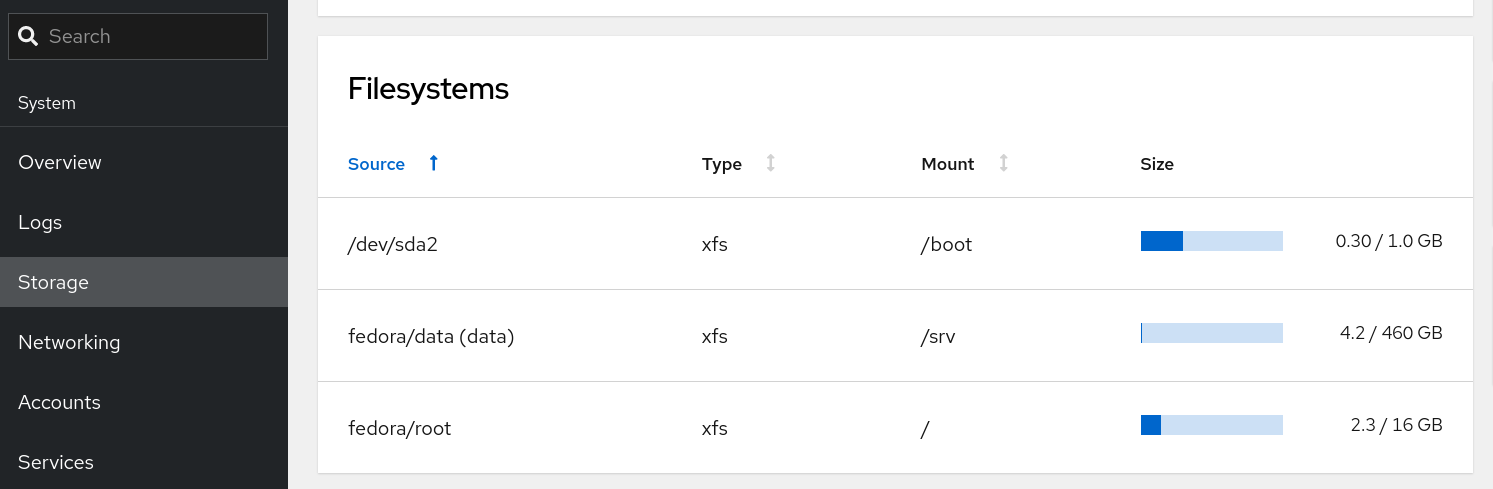 Search
System
Overview
Logs
Storage
Networking
Accounts
Services
Filesystems
Source Type Mount Size
/dev/sda2 xfs /boot 0.30 / 1.0 GB
fedora/data (data) xfs /srv 4.2 / 460 GB
fedora/root xfs / 2.3 / 16 GB